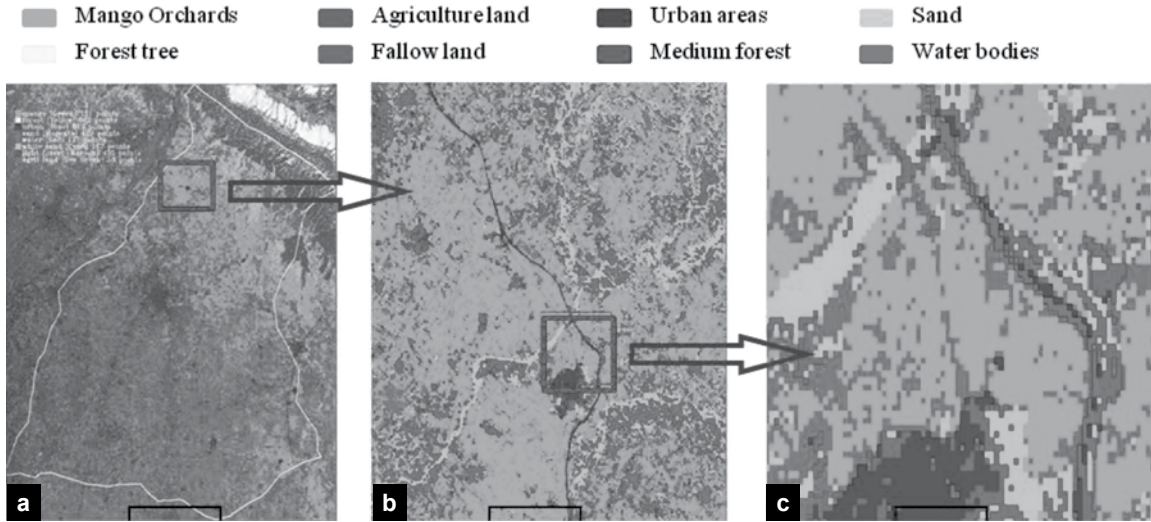 Mango Orchards Agriculture land Urban areas Sand
Forest tree Fallow land Medium forest Water bodies
a b c